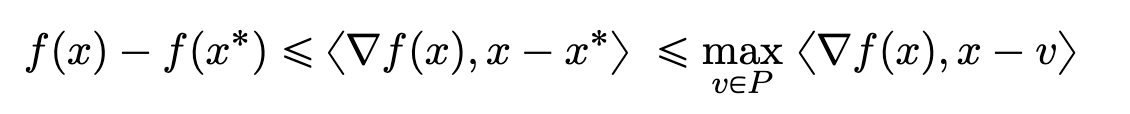 f(x) − f(x*) ⩽ ⟨∇f(x), x − x*⟩ ⩽ max_{v∈P} ⟨∇f(x), x − v⟩